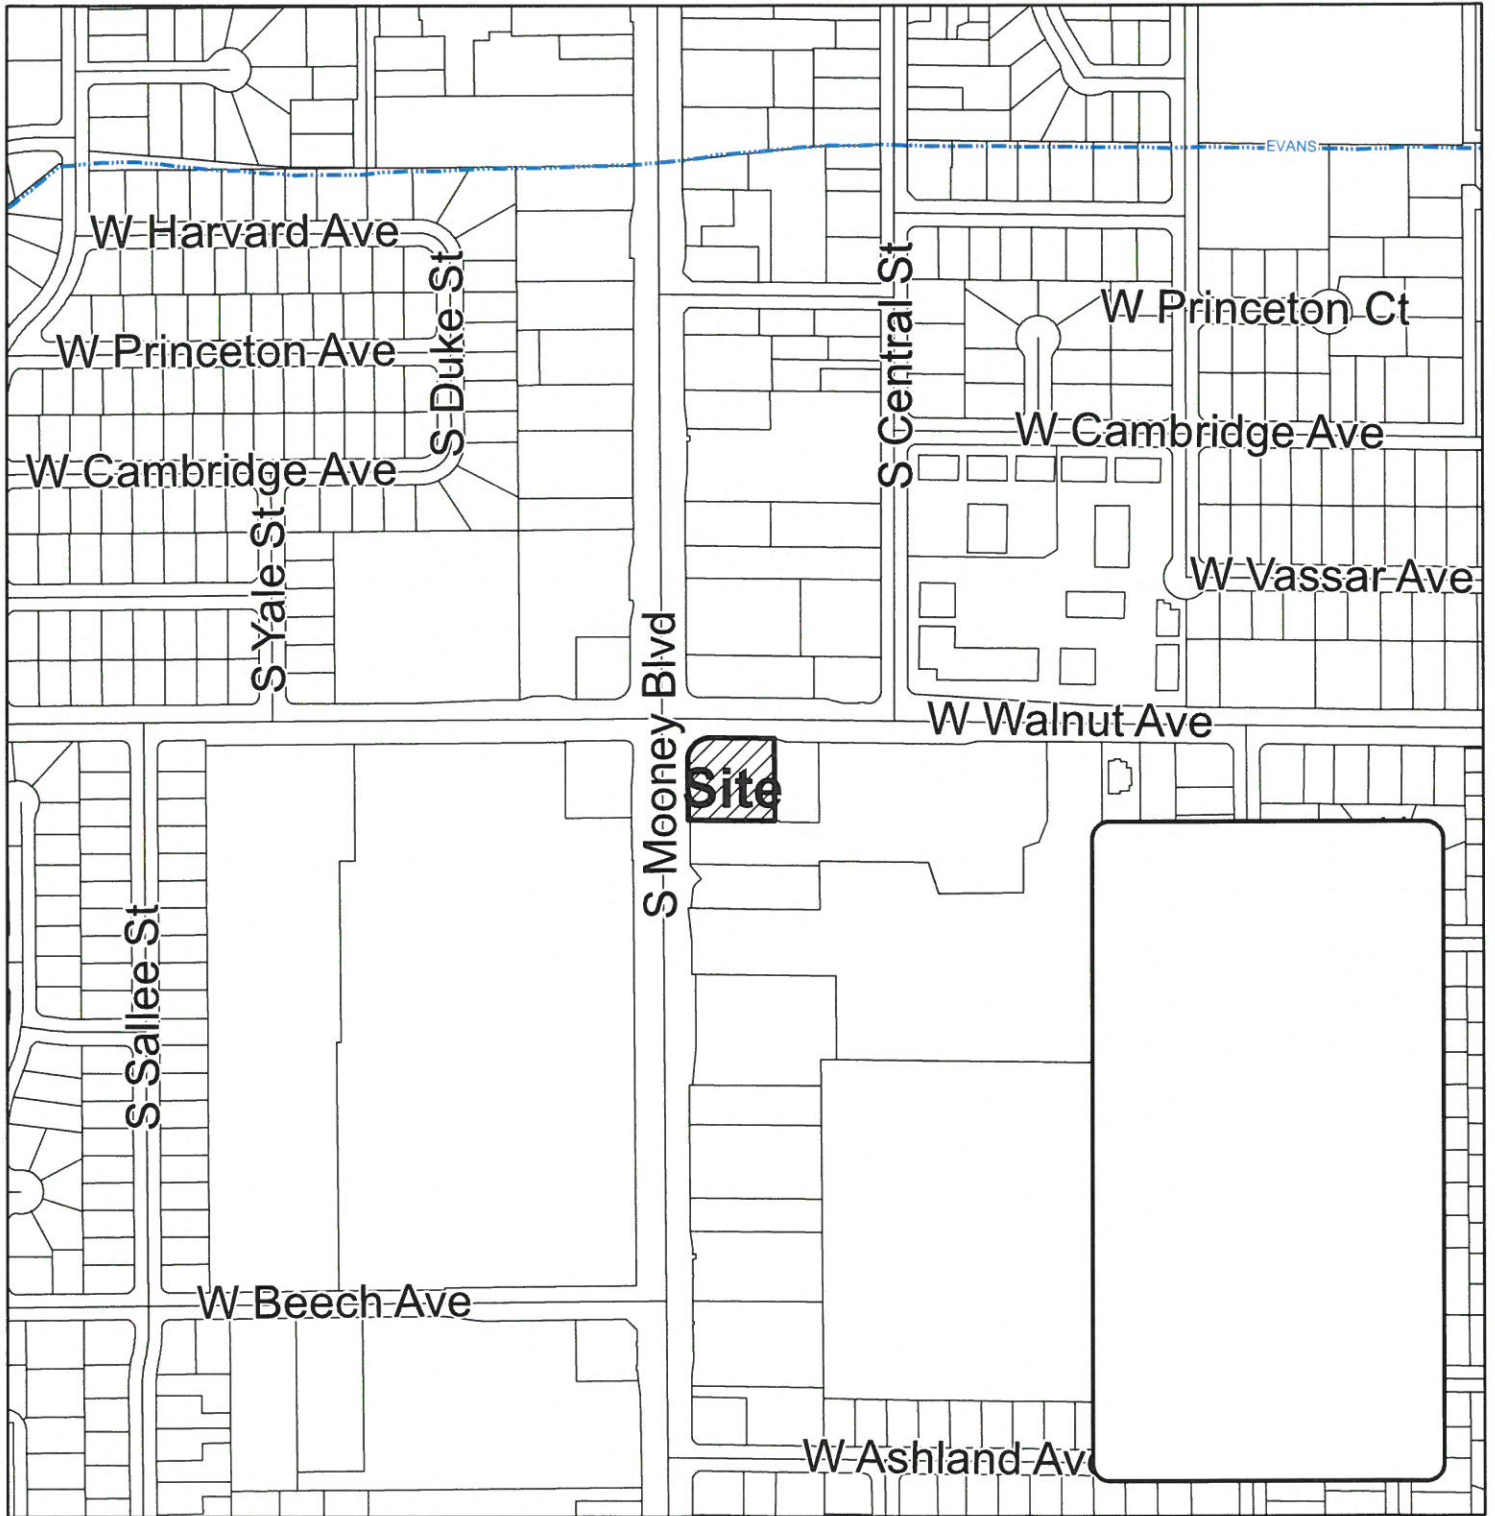 EVANS
W Harvard Ave
S Duke St
S Central St
W Princeton Ct
W Princeton Ave
W Cambridge Ave
W Cambridge Ave
S Yale St
W Vassar Ave
S Mooney Blvd
W Walnut Ave
Site
S Sallee St
W Beech Ave
W Ashland Ave